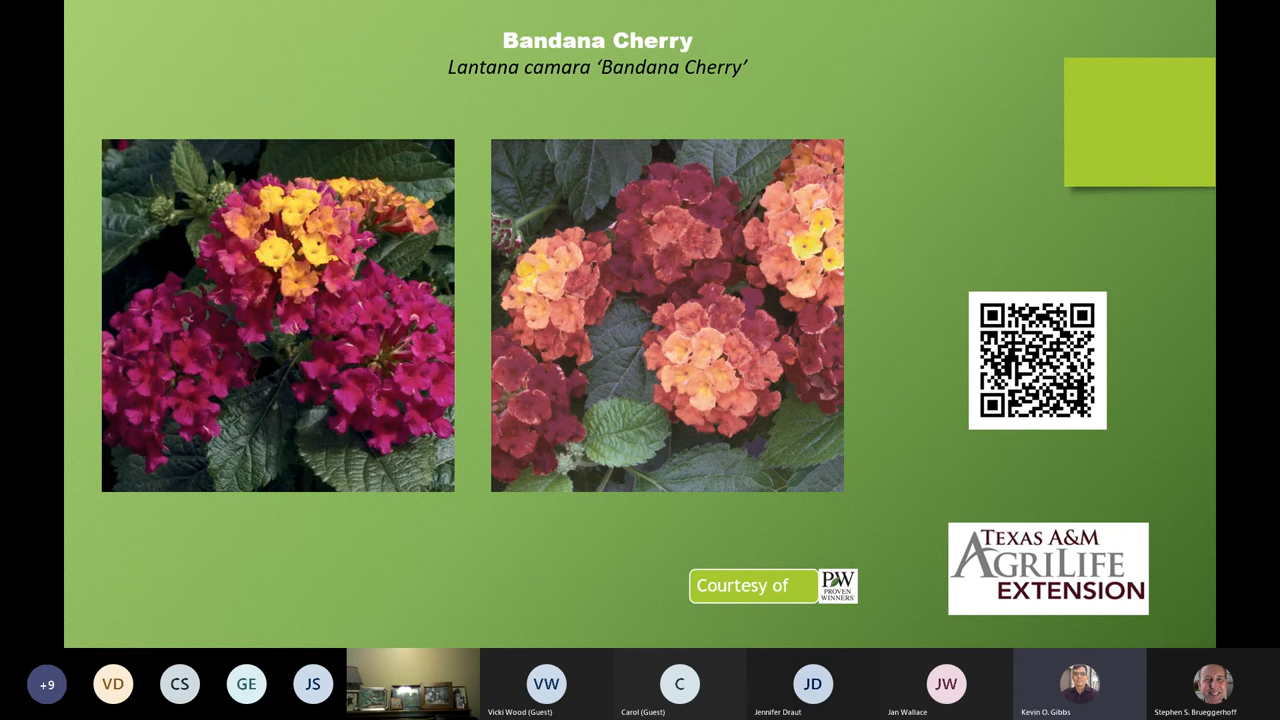 Bandana Cherry
Lantana camara ‘Bandana Cherry’
Courtesy of
PW
PROVEN
WINNERS®
TEXAS A&M
AGRILIFE
EXTENSION
+9
VD
CS
GE
JS
VW
C
JD
JW
Vicki Wood (Guest)
Carol (Guest)
Jennifer Draut
Jan Wallace
Kevin O. Gibbs
Stephen S. Brueggerhoff